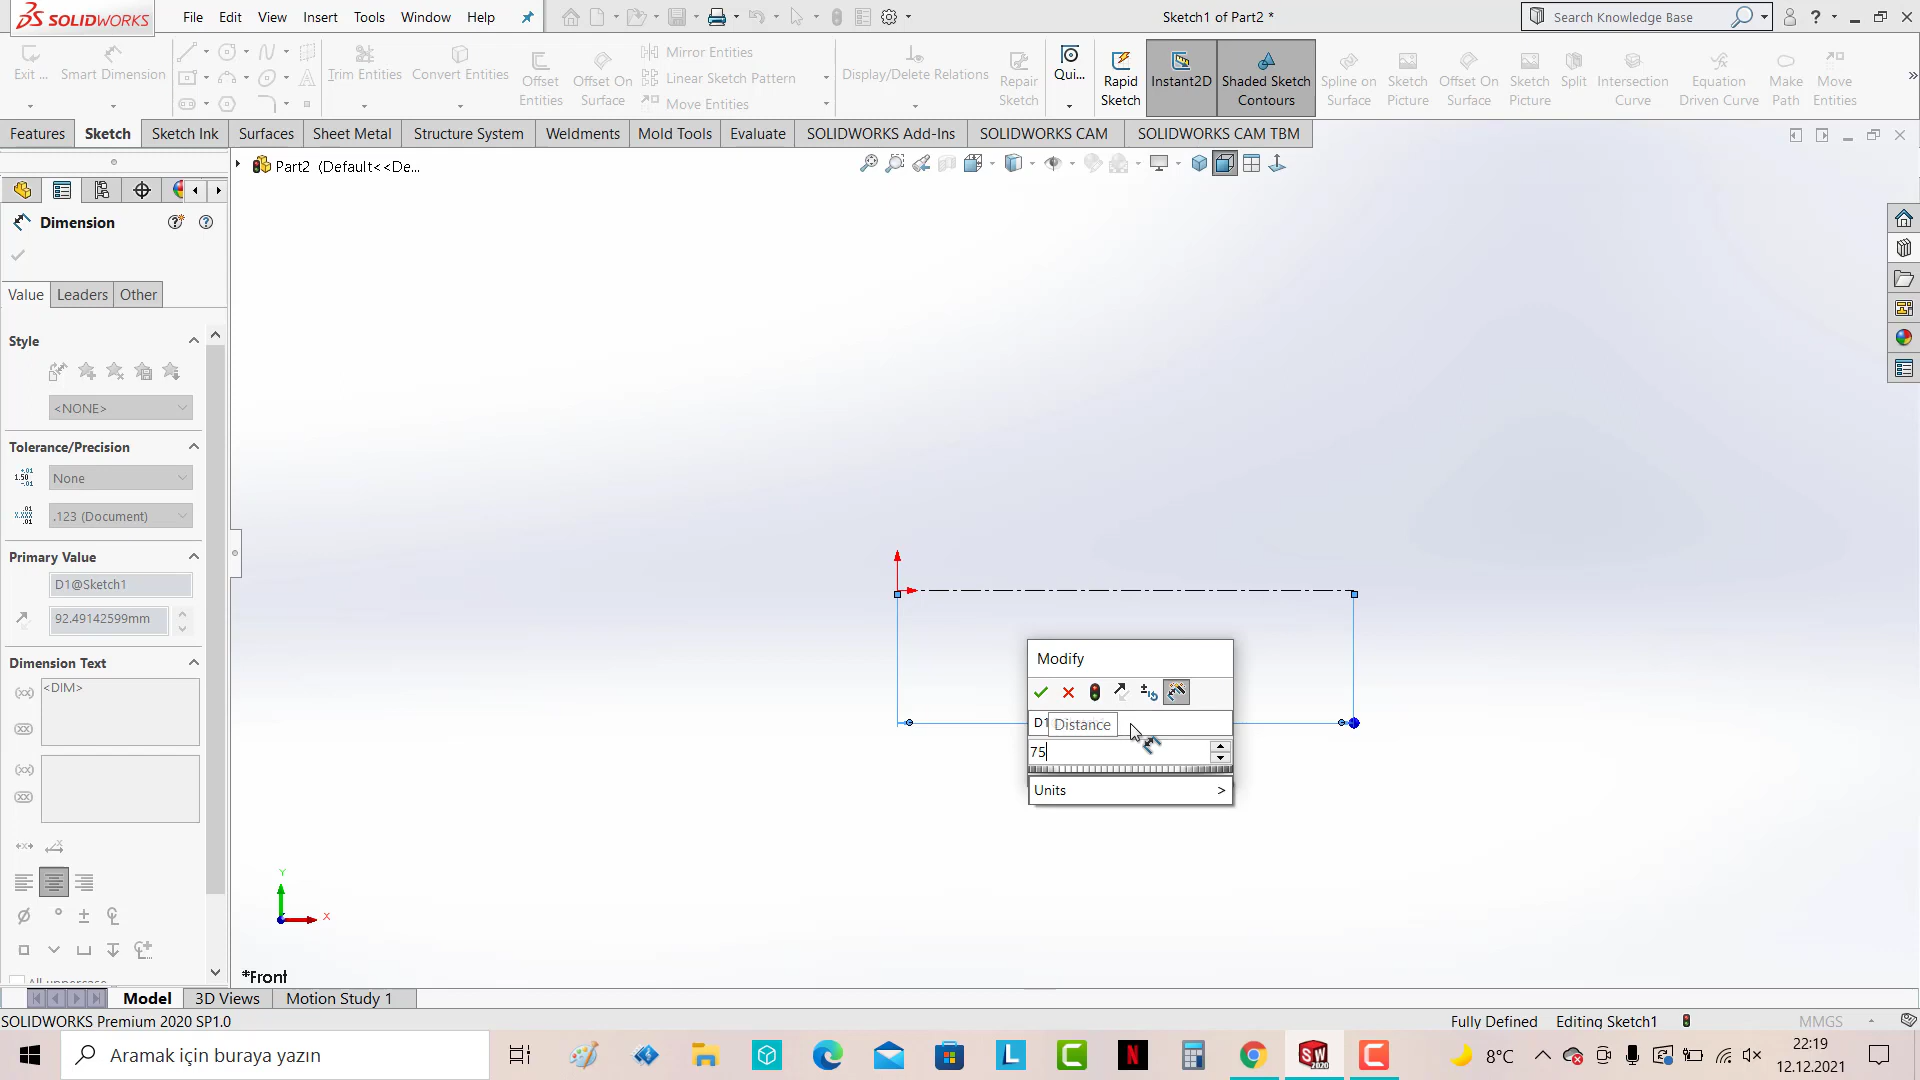 SOLIDWORKS
File Edit View Insert Tools Window Help
Sketch1 of Part2 *
Search Knowledge Base
Exit ...
Smart Dimension
Trim Entities
Convert Entities
Offset Entities
Offset On Surface
Mirror Entities
Linear Sketch Pattern
Move Entities
Display/Delete Relations
Repair Sketch
Qui...
Rapid Sketch
Instant2D
Shaded Sketch Contours
Spline on Surface
Sketch Picture
Offset On Surface
Sketch Picture
Split
Intersection Curve
Equation Driven Curve
Make Path
Move Entities
Features Sketch Sketch Ink Surfaces Sheet Metal Structure System Weldments Mold Tools Evaluate SOLIDWORKS Add-Ins SOLIDWORKS CAM SOLIDWORKS CAM TBM
Part2 (Default<<De...
Dimension
Value Leaders Other
Style
<NONE>
Tolerance/Precision
None
.123 (Document)
Primary Value
D1@Sketch1
92.49142599mm
Dimension Text
<DIM>
Modify
D1
Distance
75
Units >
Y
X
*Front
Model 3D Views Motion Study 1
SOLIDWORKS Premium 2020 SP1.0
Fully Defined Editing Sketch1 MMGS
Aramak için buraya yazın
8°C
22:19
12.12.2021